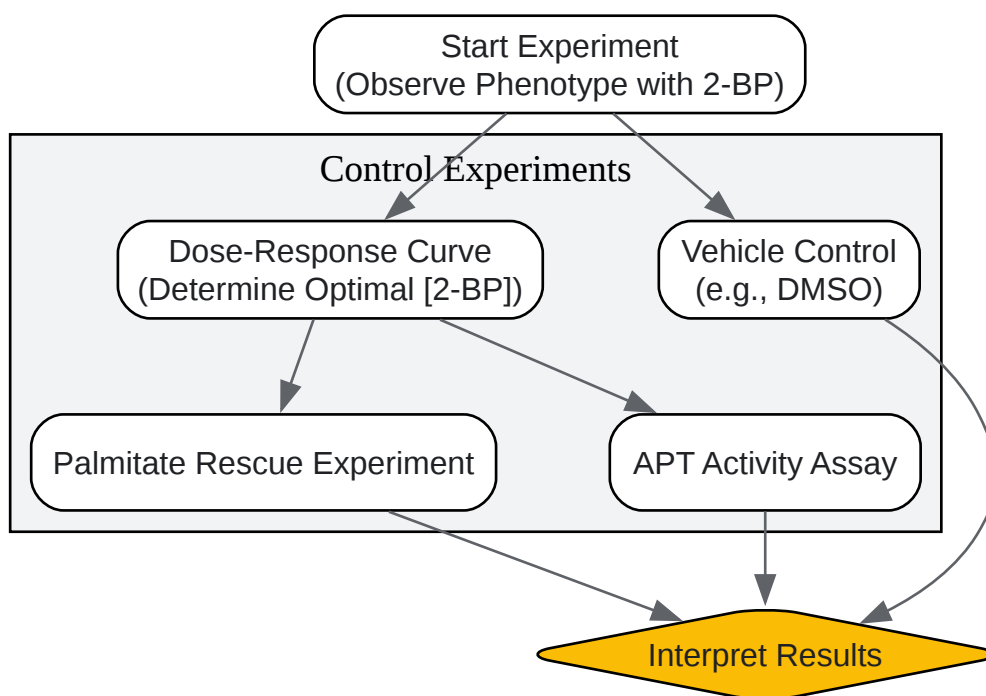 Start Experiment
(Observe Phenotype with 2-BP)
Control Experiments
Dose-Response Curve
(Determine Optimal [2-BP])
Vehicle Control
(e.g., DMSO)
Palmitate Rescue Experiment
APT Activity Assay
Interpret Results